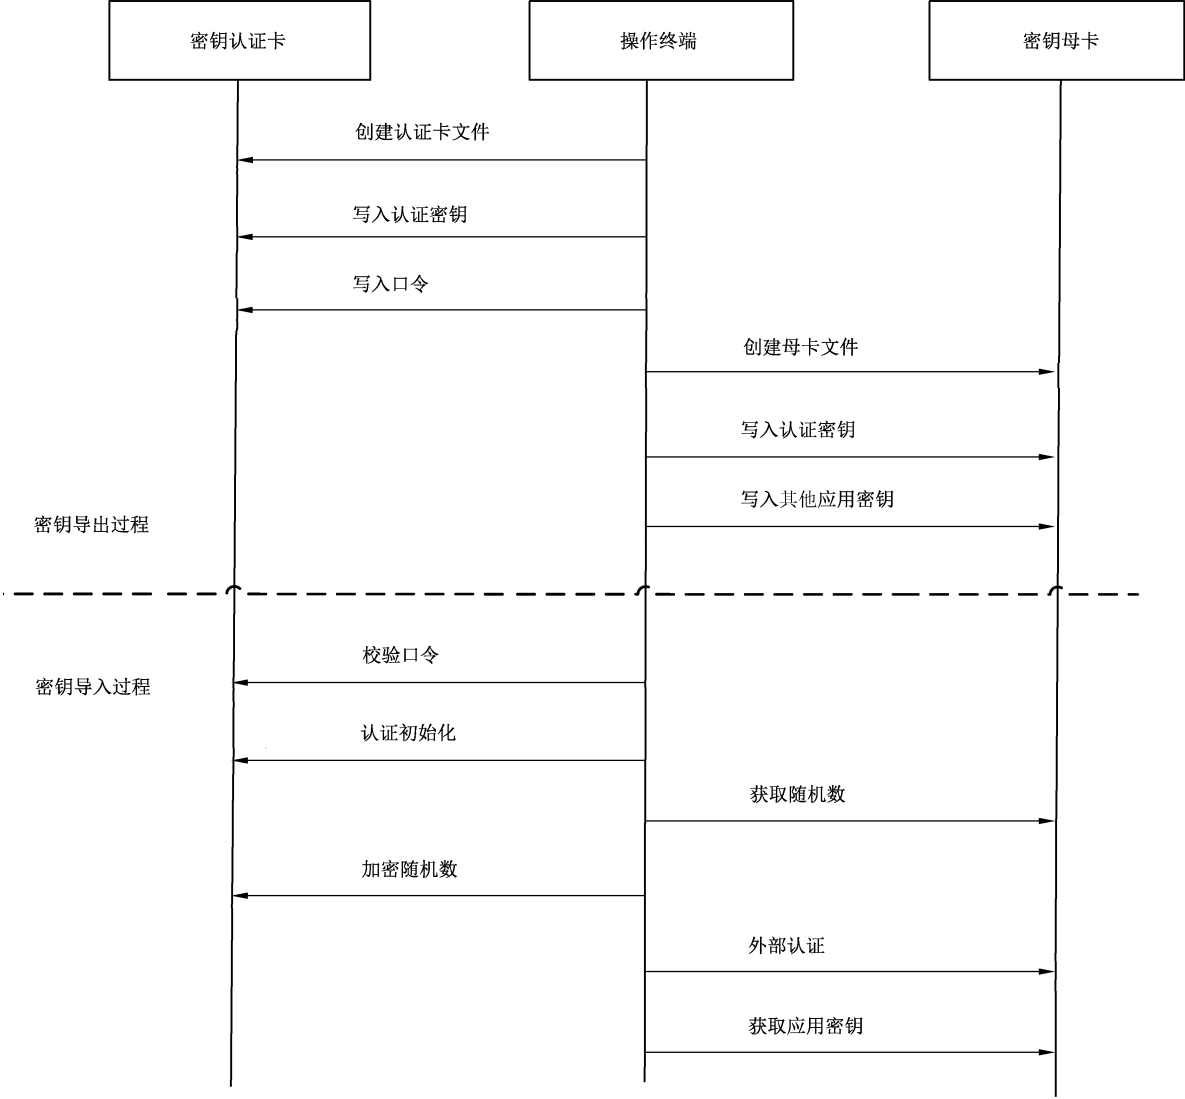 密钥认证卡
操作终端
密钥母卡
创建认证卡文件
写入认证密钥
写入口令
创建母卡文件
写入认证密钥
写入其他应用密钥
密钥导出过程
校验口令
密钥导入过程
认证初始化
获取随机数
加密随机数
外部认证
获取应用密钥